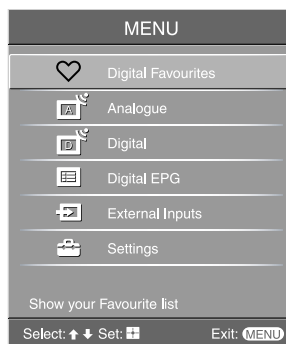 MENU
Digital Favourites
A Analogue
D Digital
Digital EPG
External Inputs
Settings
Show your Favourite list
Select: Set: Exit: MENU